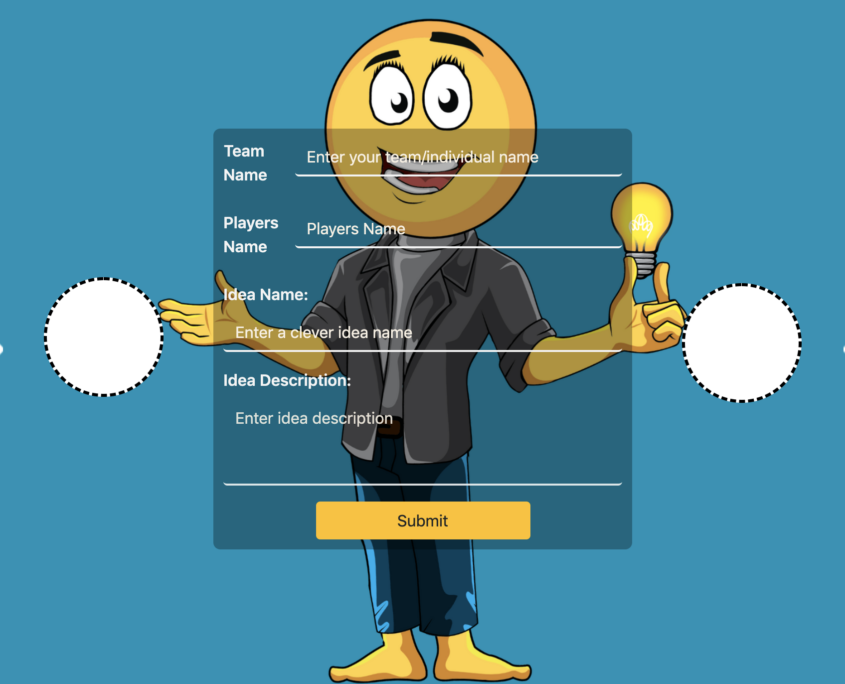 Team
Name
Enter your team/individual name
Players
Name
Players Name
Idea Name:
Enter a clever idea name
Idea Description:
Enter idea description
Submit